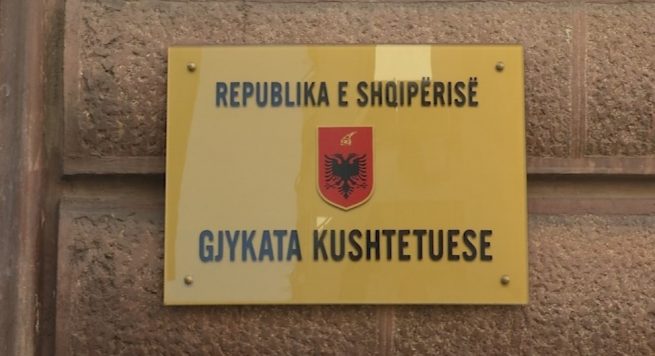 REPUBLIKA E SHQIPËRISË
GJYKATA KUSHTETUESE